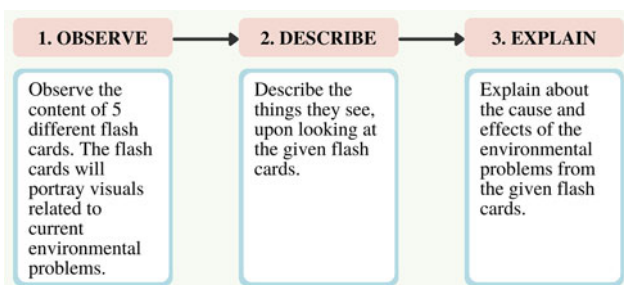 1. OBSERVE
2. DESCRIBE
3. EXPLAIN
Observe the
content of 5
different flash
cards. The flash
cards will
portray visuals
related to
current
environmental
problems.
Describe the
things they see,
upon looking at
the given flash
cards.
Explain about
the cause and
effects of the
environmental
problems from
the given flash
cards.